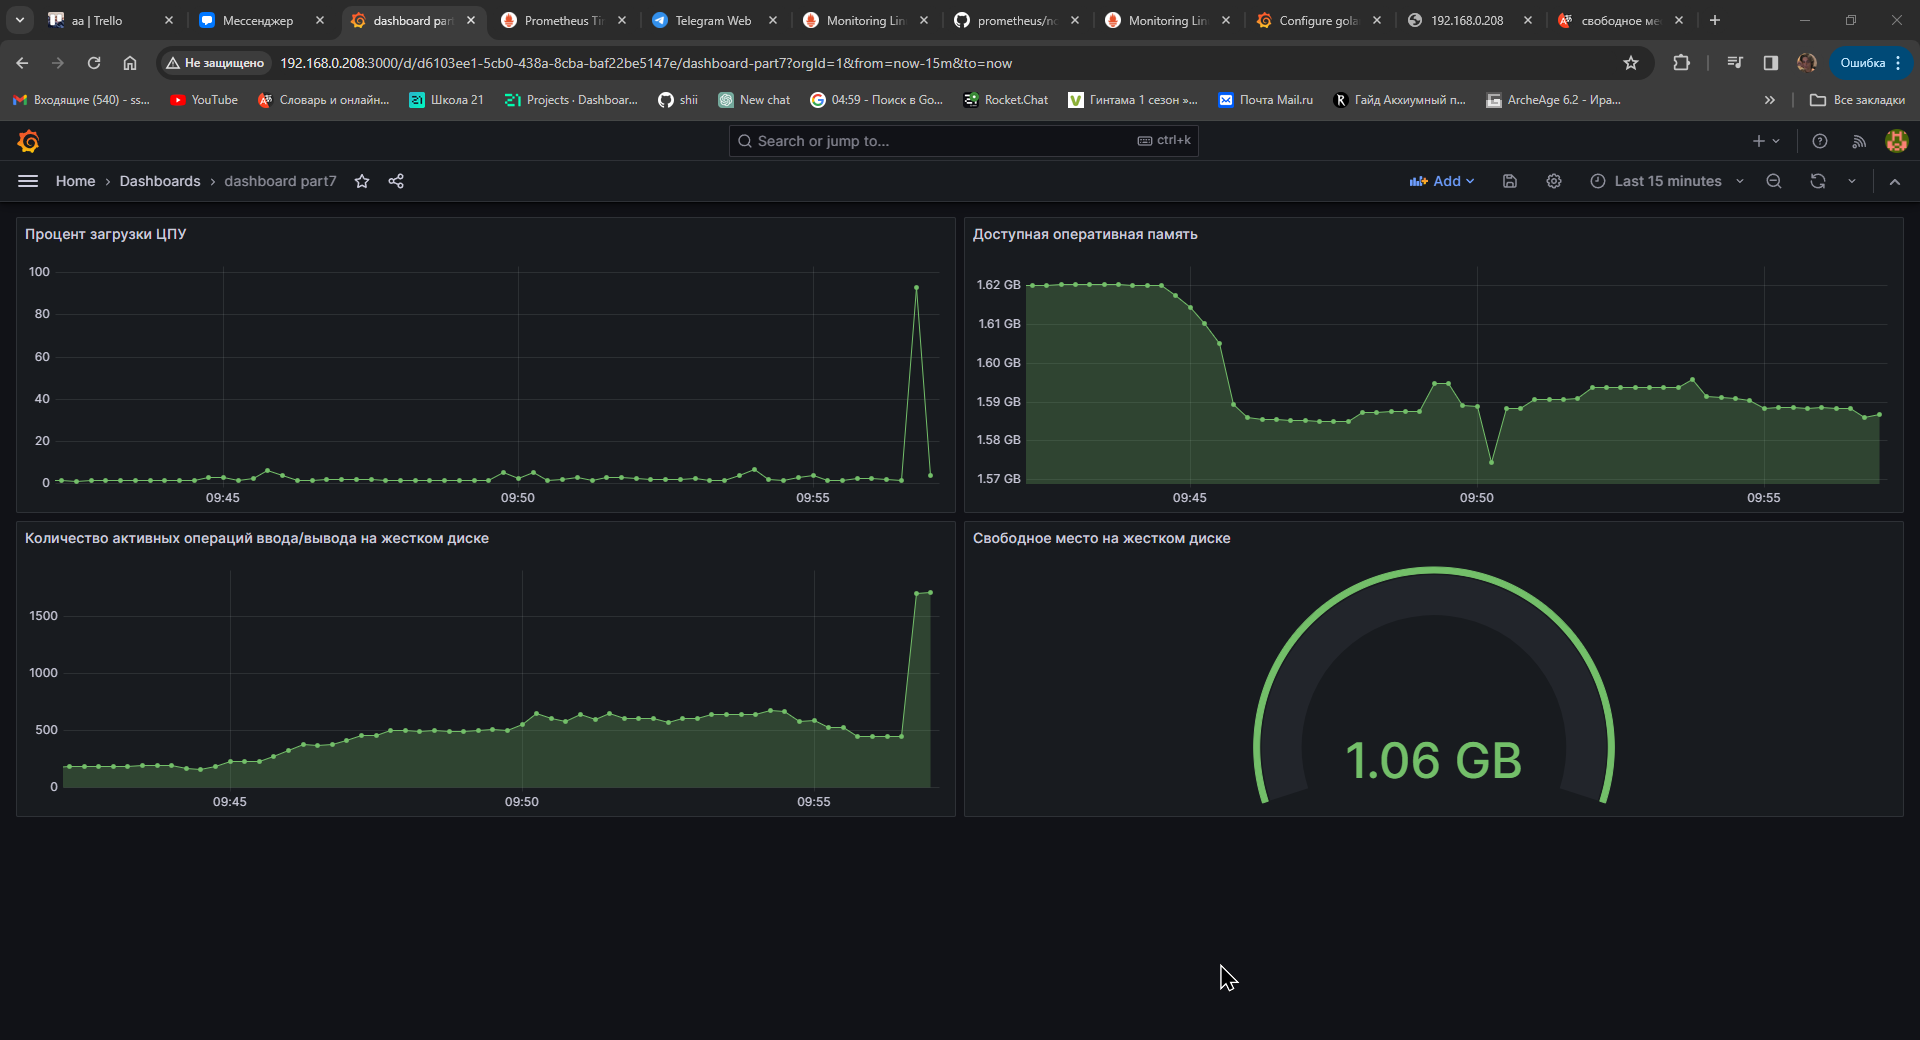 aa | Trello
Мессенджер
dashboard par
Prometheus Tir
Telegram Web
Monitoring Lin
prometheus/no
Monitoring Lin
Configure gola
192.168.0.208
свободное ме
Не защищено
192.168.0.208:3000/d/d6103ee1-5cb0-438a-8cba-baf22be5147e/dashboard-part7?orgId=1&from=now-15m&to=now
Ошибка
Входящие (540) - ss...
YouTube
Словарь и онлайн...
Школа 21
Projects · Dashboar...
shii
New chat
04:59 - Поиск в Go...
Rocket.Chat
Гинтама 1 сезон »...
Почта Mail.ru
Гайд Акхиумный п...
ArcheAge 6.2 - Ира...
Все закладки
Search or jump to...
ctrl+k
Home › Dashboards › dashboard part7
Add
Last 15 minutes
Процент загрузки ЦПУ
100
80
60
40
20
0
09:45
09:50
09:55
Доступная оперативная память
1.62 GB
1.61 GB
1.60 GB
1.59 GB
1.58 GB
1.57 GB
09:45
09:50
09:55
Количество активных операций ввода/вывода на жестком диске
1500
1000
500
0
09:45
09:50
09:55
Свободное место на жестком диске
1.06 GB